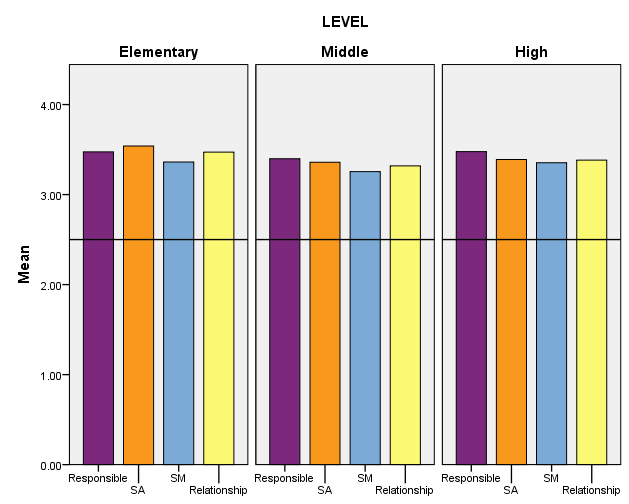 LEVEL
Elementary Middle High
4.00
3.00
2.00
1.00
0.00
Mean
Responsible SM Responsible SM Responsible SM
SA Relationship SA Relationship SA Relationship